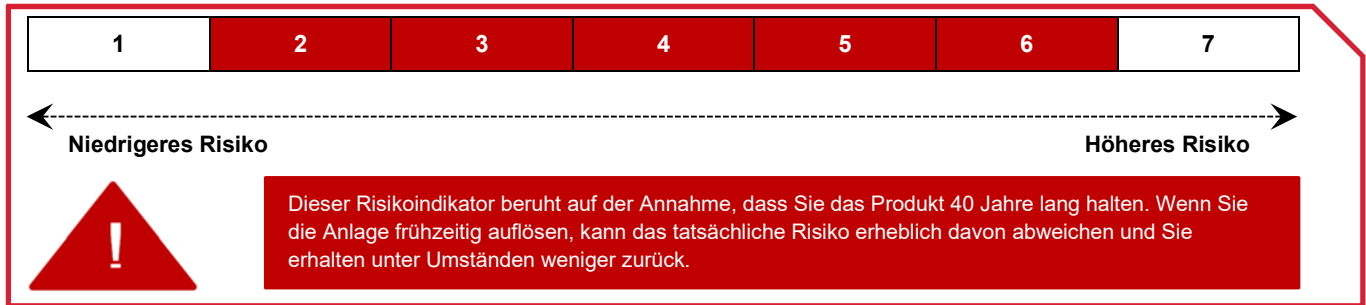 1 2 3 4 5 6 7
Niedrigeres Risiko Höheres Risiko
!
Dieser Risikoindikator beruht auf der Annahme, dass Sie das Produkt 40 Jahre lang halten. Wenn Sie
die Anlage frühzeitig auflösen, kann das tatsächliche Risiko erheblich davon abweichen und Sie
erhalten unter Umständen weniger zurück.